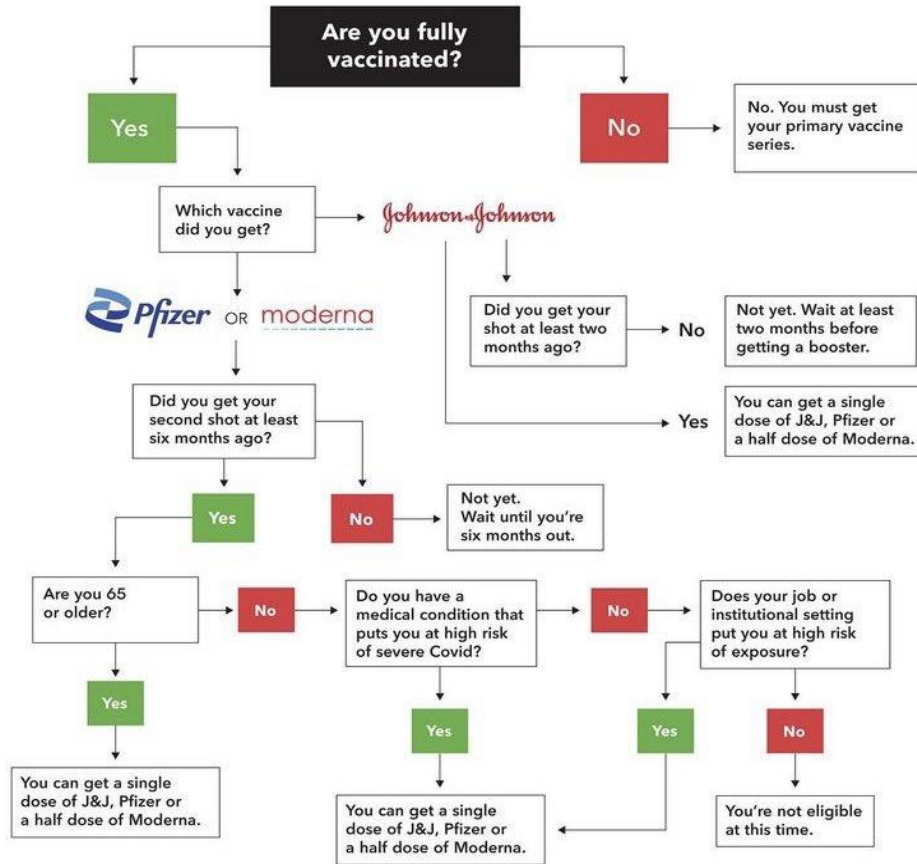 Are you fully
vaccinated?
Yes
No
No. You must get
your primary vaccine
series.
Which vaccine
did you get?
Johnson & Johnson
Pfizer OR moderna
Did you get your
shot at least two
months ago?
No
Not yet. Wait at least
two months before
getting a booster.
Yes
You can get a single
dose of J&J, Pfizer or
a half dose of Moderna.
Did you get your
second shot at least
six months ago?
Yes
No
Not yet.
Wait until you’re
six months out.
Are you 65
or older?
No
Do you have a
medical condition that
puts you at high risk
of severe Covid?
No
Does your job or
institutional setting
put you at high risk
of exposure?
Yes
Yes
Yes
No
You can get a single
dose of J&J, Pfizer or
a half dose of Moderna.
You can get a single
dose of J&J, Pfizer or
a half dose of Moderna.
You’re not eligible
at this time.